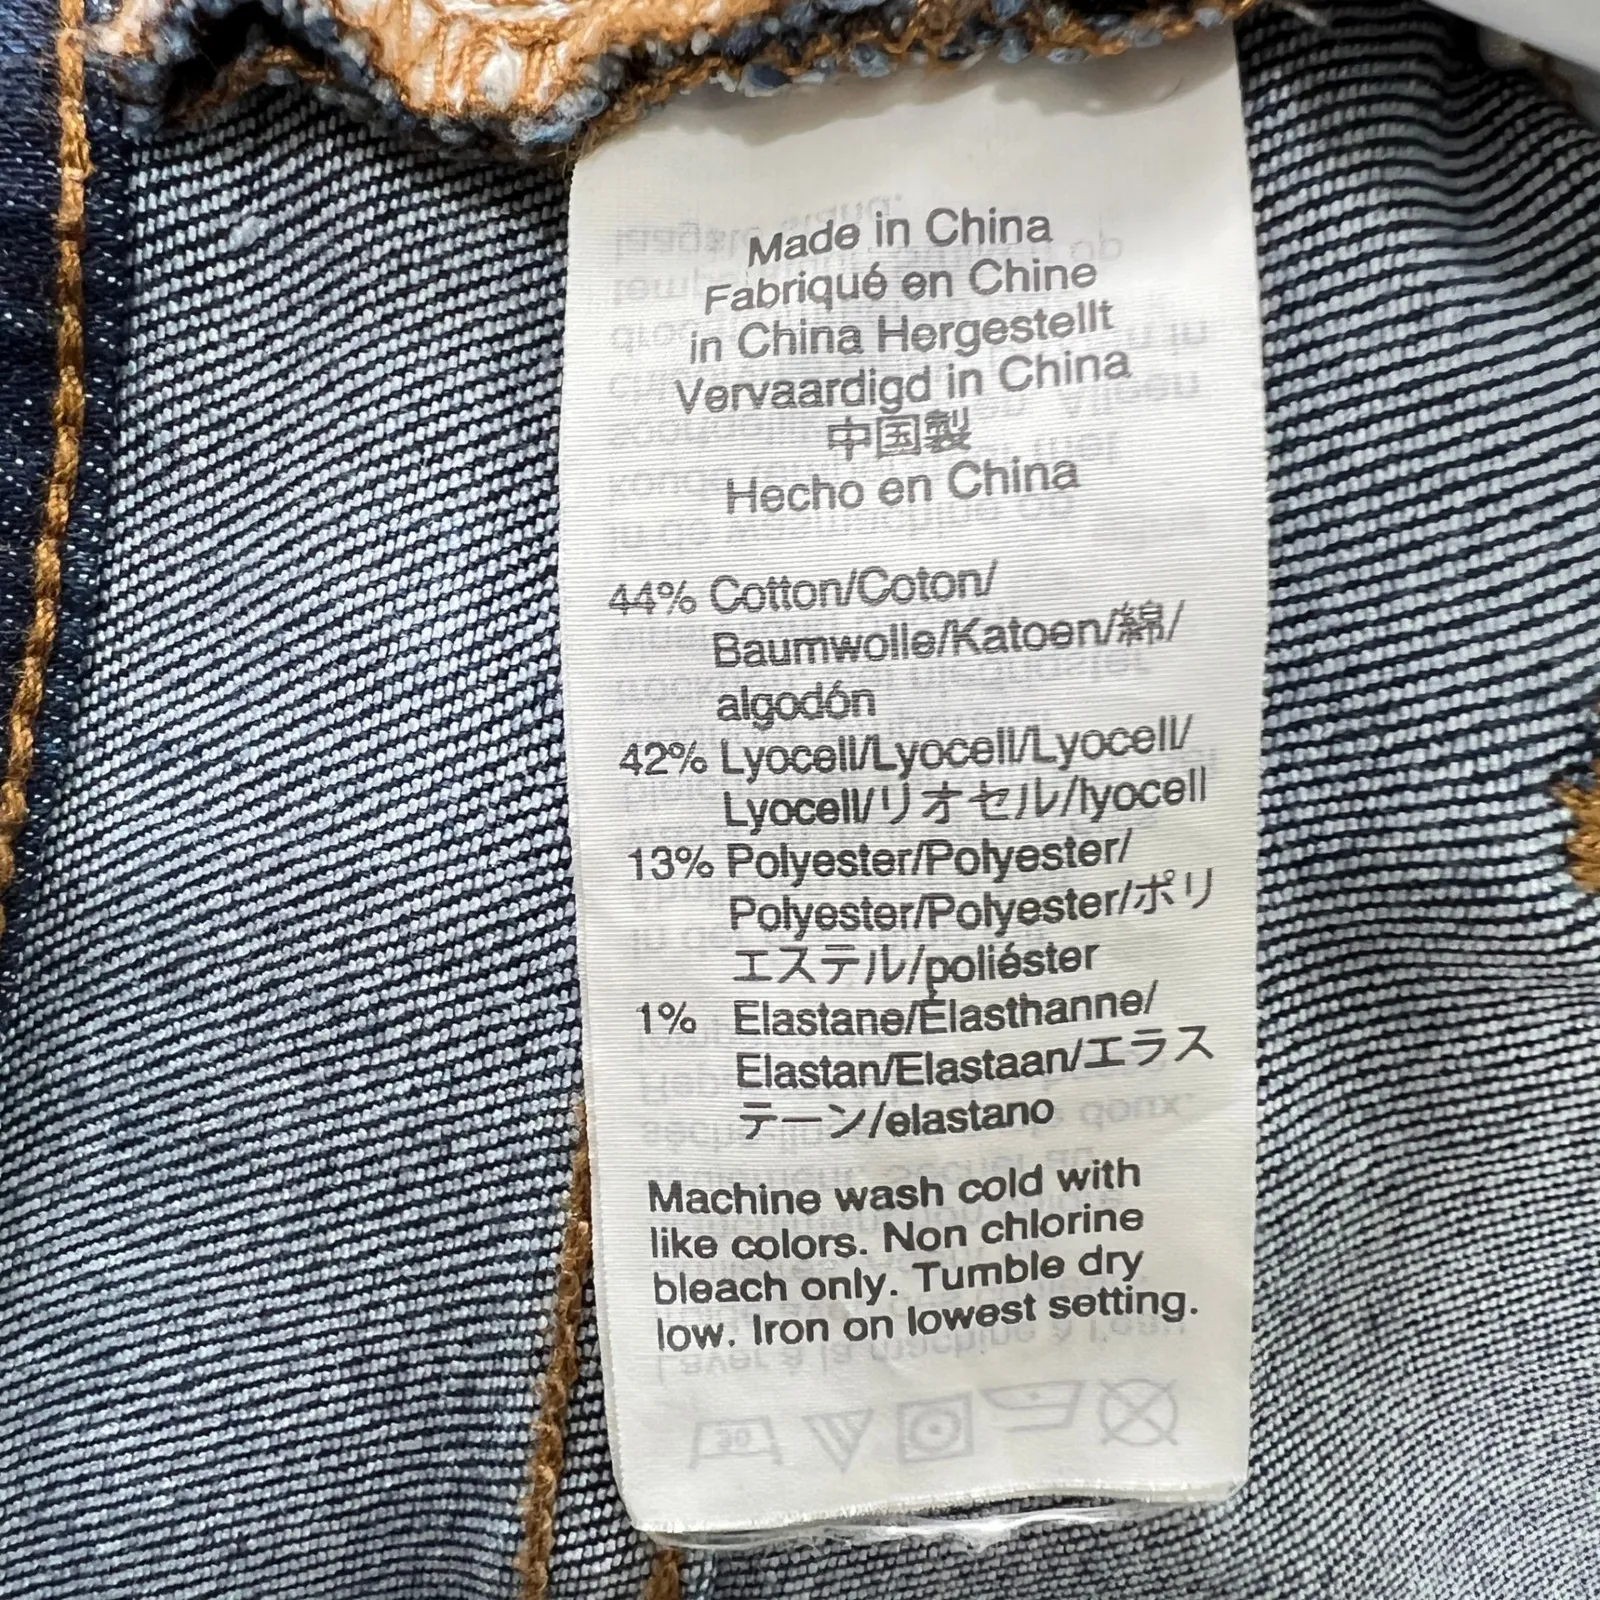 Made in China
Fabriqué en Chine
in China Hergestellt
Vervaardigd in China
中国製
Hecho en China
44% Cotton/Coton/
Baumwolle/Katoen/綿/
algodón
42% Lyocell/Lyocell/Lyocell/
Lyocell/リオセル/lyocell
13% Polyester/Polyester/
Polyester/Polyester/ポリ
エステル/poliéster
1% Elastane/Élasthanne/
Elastan/Elastaan/エラス
テーン/elastano
Machine wash cold with
like colors. Non chlorine
bleach only. Tumble dry
low. Iron on lowest setting.